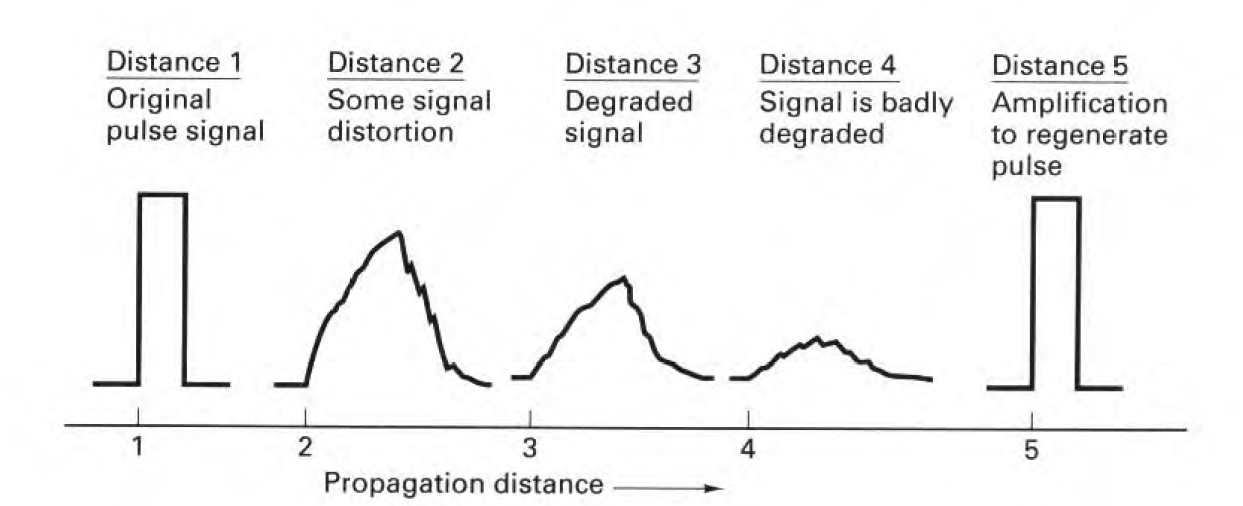 Distance 1
Original
pulse signal
Distance 2
Some signal
distortion
Distance 3
Degraded
signal
Distance 4
Signal is badly
degraded
Distance 5
Amplification
to regenerate
pulse
1
2
3
4
5
Propagation distance